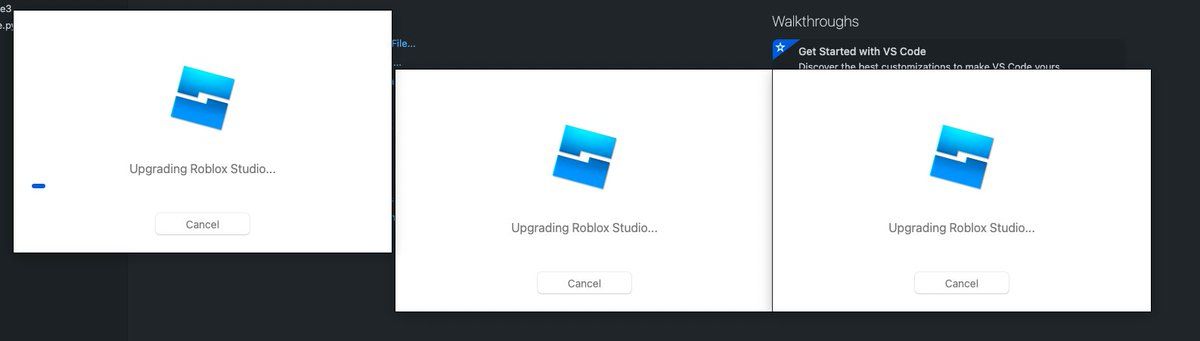 e3
e.py
File...
...
Walkthroughs
Get Started with VS Code
Discover the best customizations to make VS Code yours.
Upgrading Roblox Studio...
Cancel
Upgrading Roblox Studio...
Cancel
Upgrading Roblox Studio...
Cancel